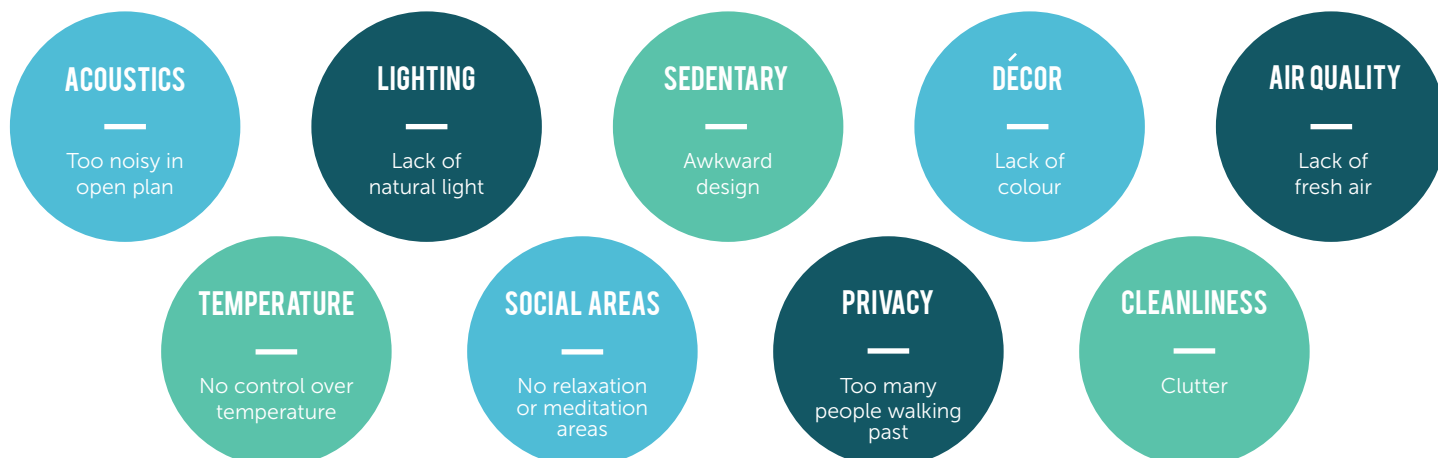 ACOUSTICS
Too noisy in
open plan
LIGHTING
Lack of
natural light
SEDENTARY
Awkward
design
DÉCOR
Lack of
colour
AIR QUALITY
Lack of
fresh air
TEMPERATURE
No control over
temperature
SOCIAL AREAS
No relaxation
or meditation
areas
PRIVACY
Too many
people walking
past
CLEANLINESS
Clutter